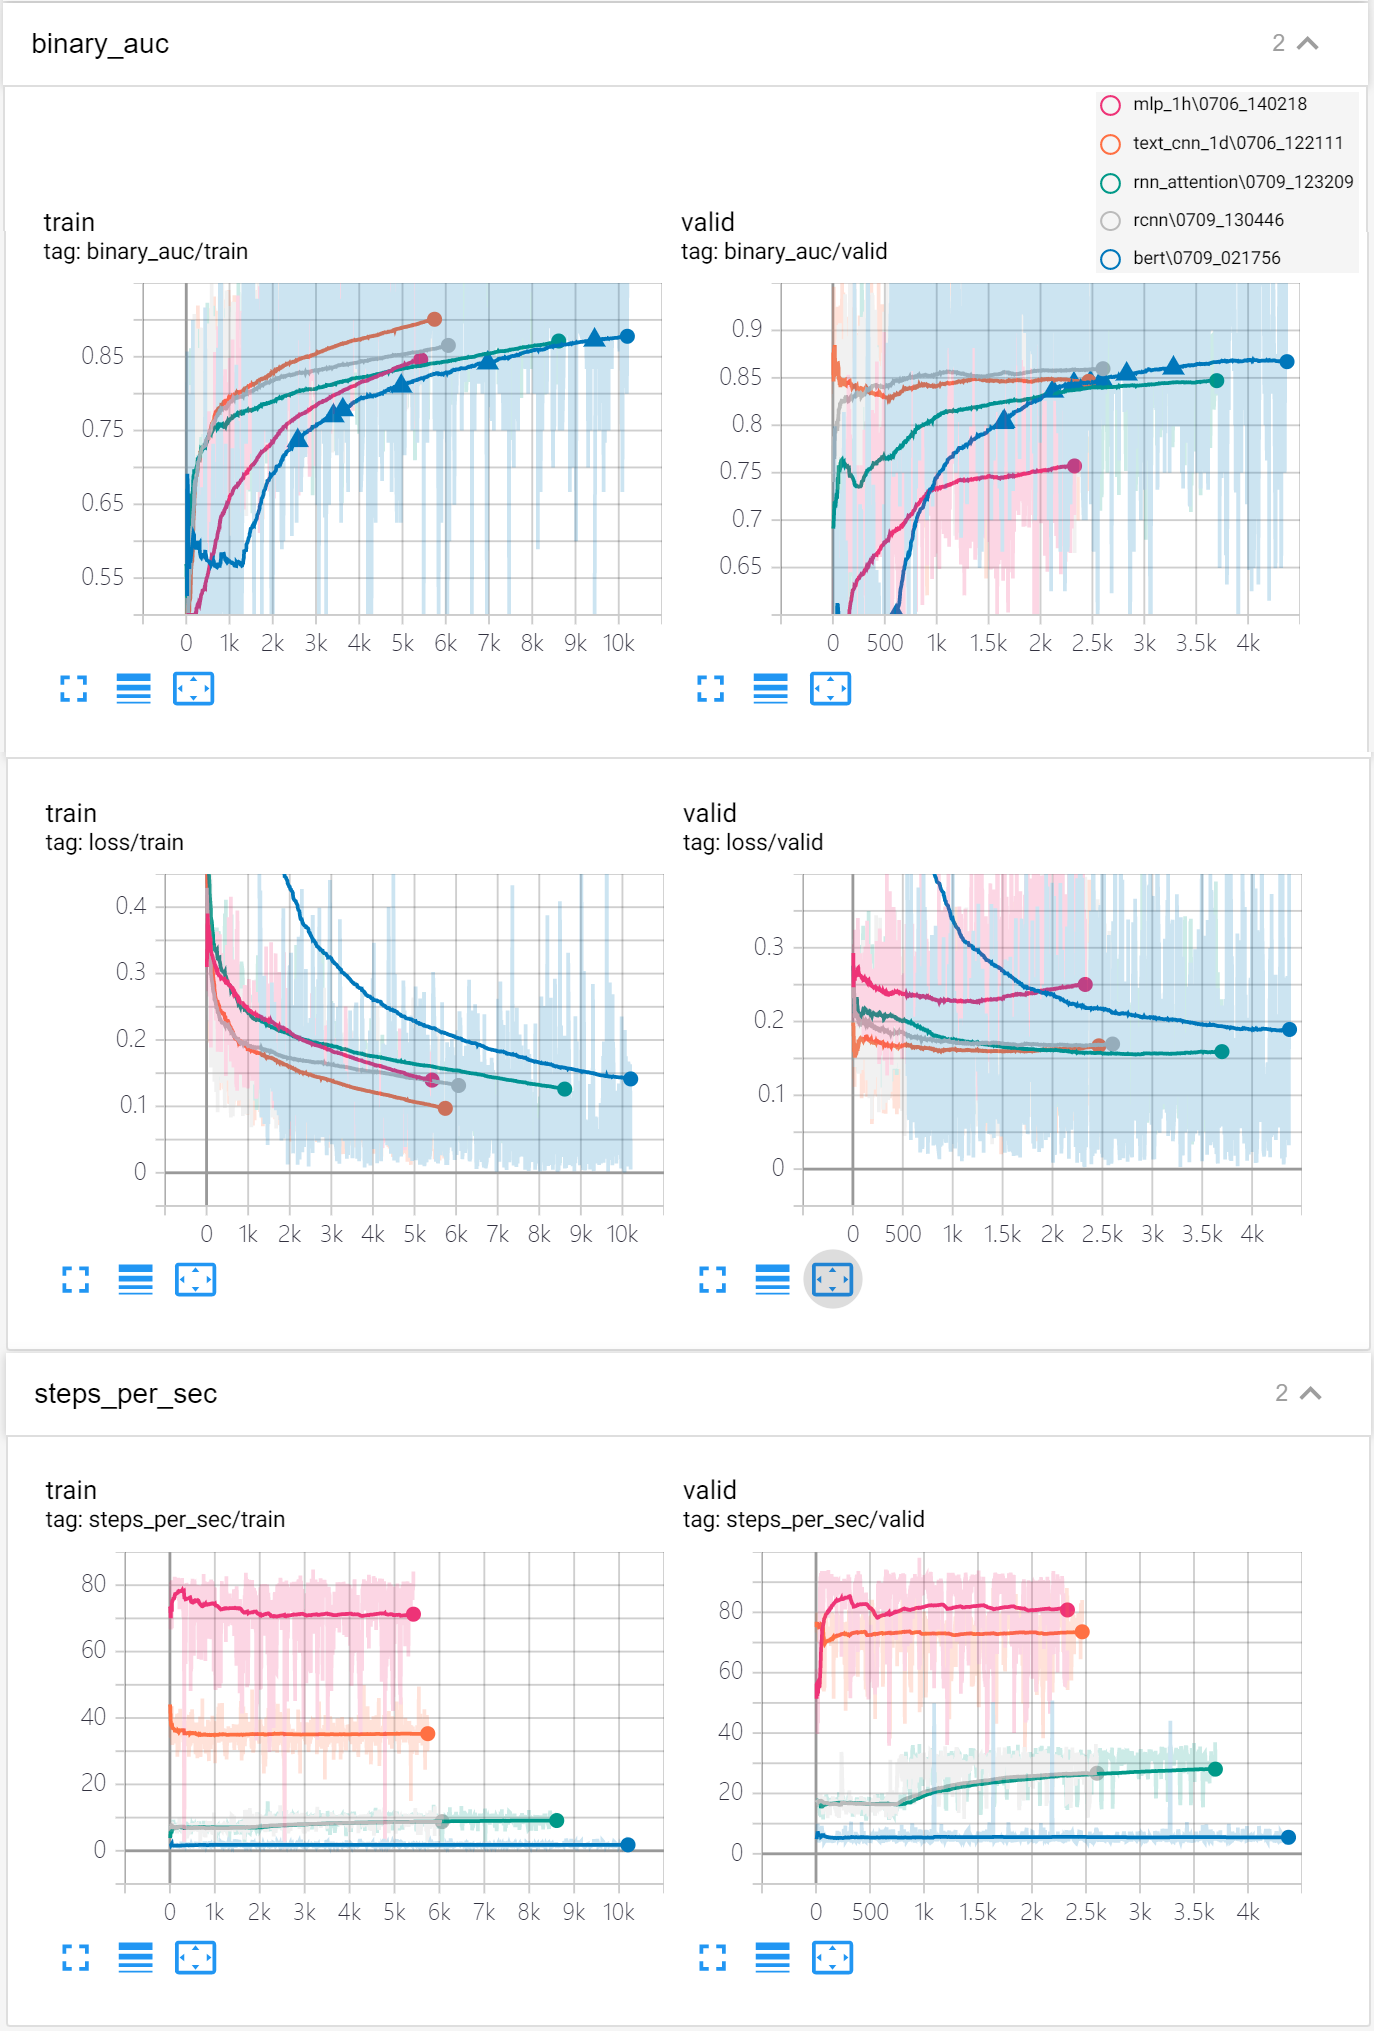 binary_auc
2
mlp_1h\0706_140218
text_cnn_1d\0706_122111
rnn_attention\0709_123209
rcnn\0709_130446
bert\0709_021756
train
tag: binary_auc/train
0.85
0.75
0.65
0.55
0 1k 2k 3k 4k 5k 6k 7k 8k 9k 10k
valid
tag: binary_auc/valid
0.9
0.85
0.8
0.75
0.7
0.65
0 500 1k 1.5k 2k 2.5k 3k 3.5k 4k
train
tag: loss/train
0.4
0.3
0.2
0.1
0
0 1k 2k 3k 4k 5k 6k 7k 8k 9k 10k
valid
tag: loss/valid
0.3
0.2
0.1
0
0 500 1k 1.5k 2k 2.5k 3k 3.5k 4k
steps_per_sec
2
train
tag: steps_per_sec/train
80
60
40
20
0
0 1k 2k 3k 4k 5k 6k 7k 8k 9k 10k
valid
tag: steps_per_sec/valid
80
60
40
20
0
0 500 1k 1.5k 2k 2.5k 3k 3.5k 4k